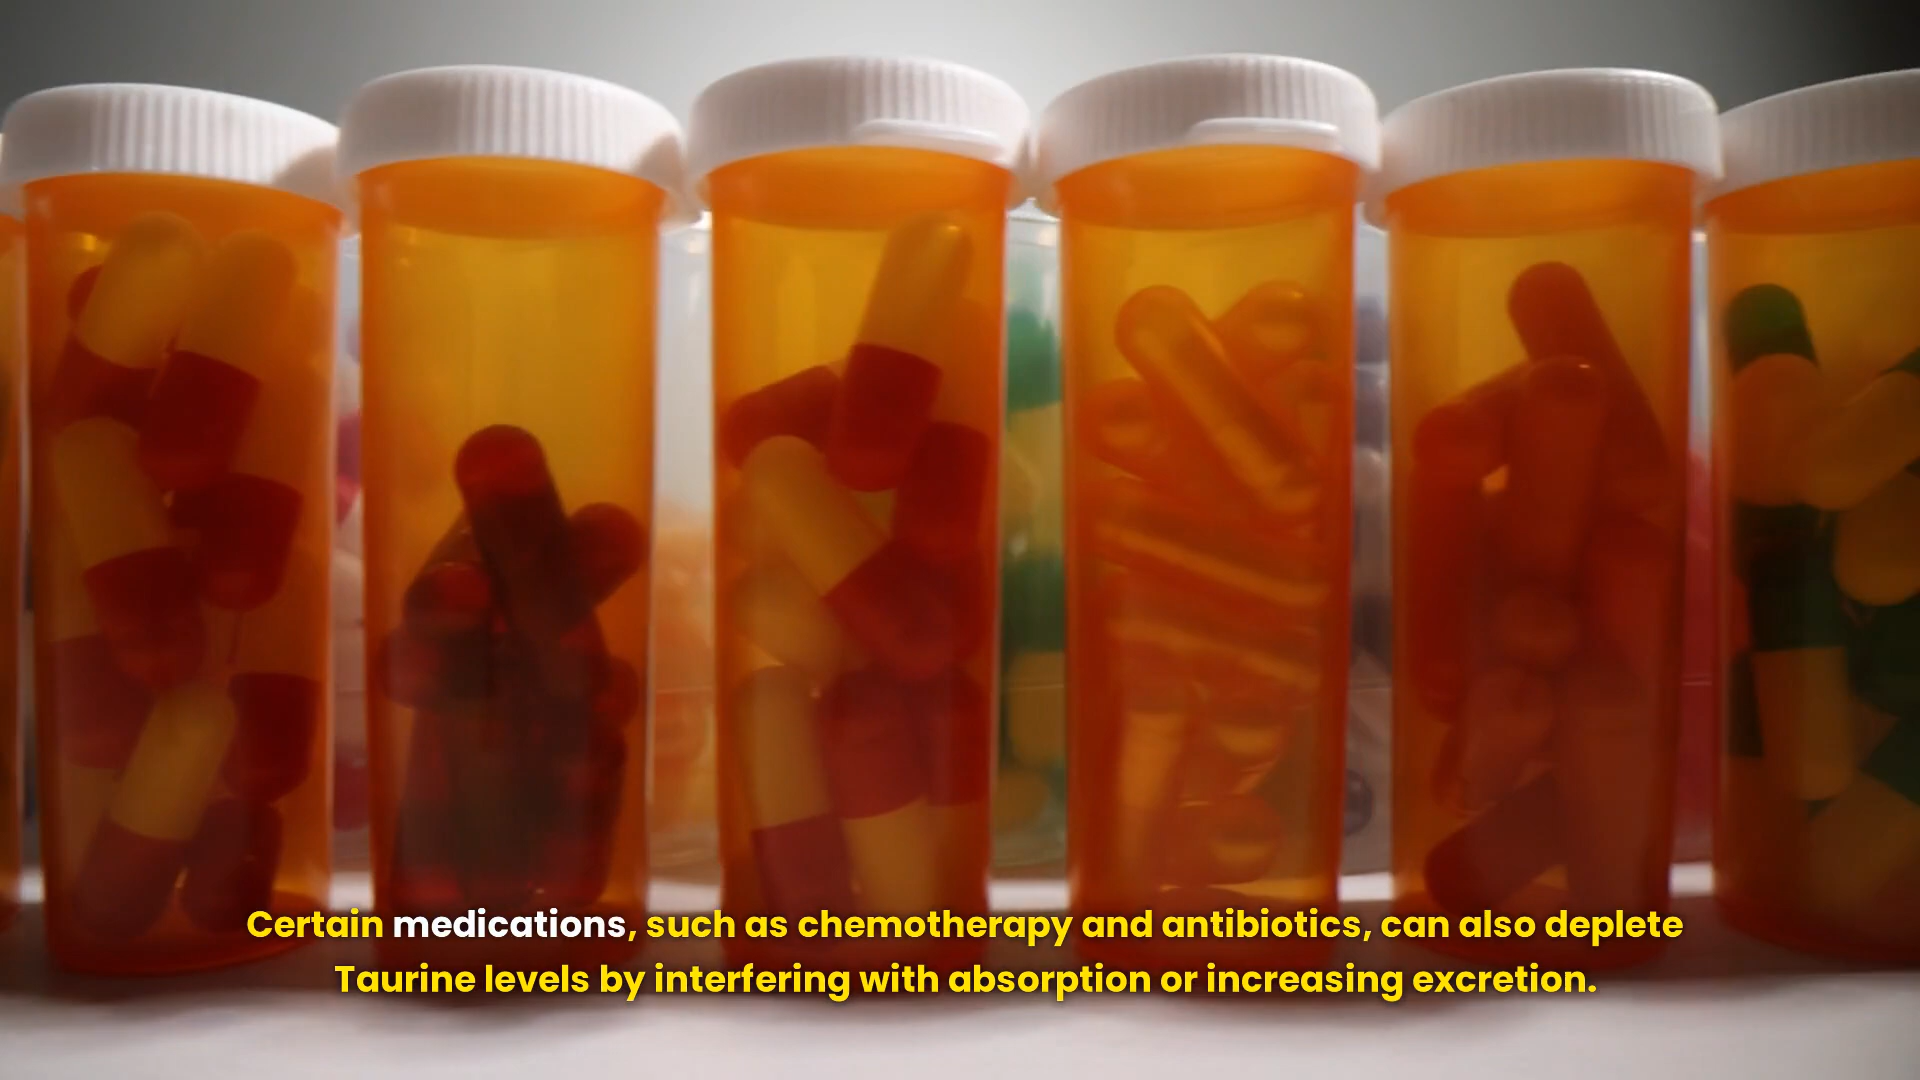 Certain medications, such as chemotherapy and antibiotics, can also deplete
Taurine levels by interfering with absorption or increasing excretion.